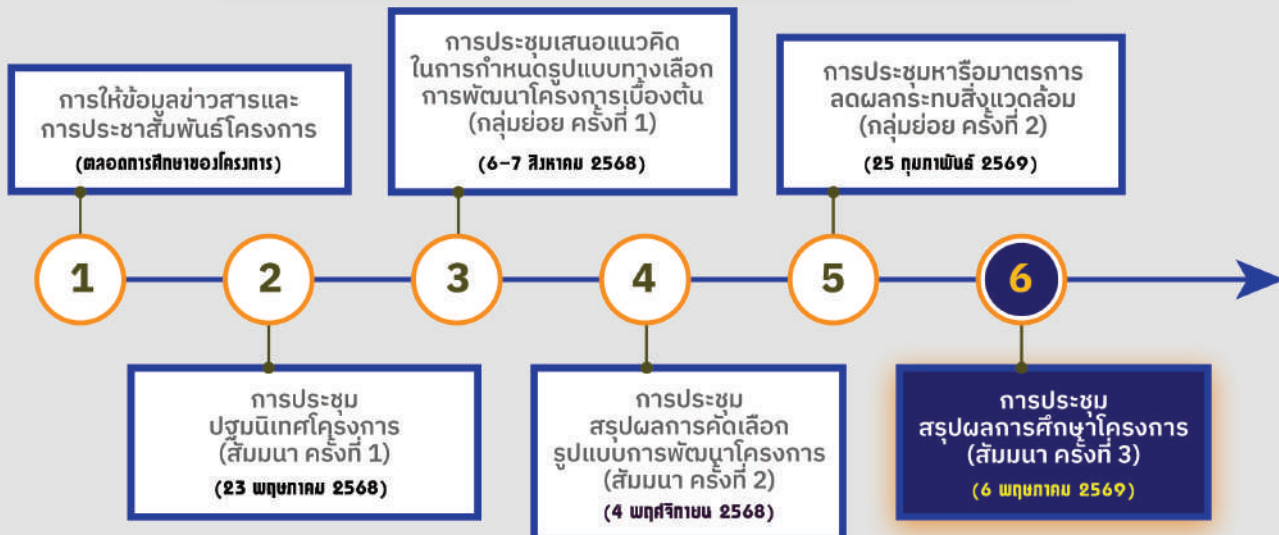 การให้ข้อมูลข่าวสารและ
การประชาสัมพันธ์โครงการ
(ตลอดการศึกษาของโครงการ)
การประชุมเสนอแนวคิด
ในการกำหนดรูปแบบทางเลือก
การพัฒนาโครงการเบื้องต้น
(กลุ่มย่อย ครั้งที่ 1)
(6-7 สิงหาคม 2568)
การประชุมหารือมาตรการ
ลดผลกระทบสิ่งแวดล้อม
(กลุ่มย่อย ครั้งที่ 2)
(25 กุมภาพันธ์ 2569)
1
2
3
4
5
6
การประชุม
ปฐมนิเทศโครงการ
(สัมมนา ครั้งที่ 1)
(23 พฤษภาคม 2568)
การประชุม
สรุปผลการคัดเลือก
รูปแบบการพัฒนาโครงการ
(สัมมนา ครั้งที่ 2)
(4 พฤศจิกายน 2568)
การประชุม
สรุปผลการศึกษาโครงการ
(สัมมนา ครั้งที่ 3)
(6 พฤษภาคม 2569)